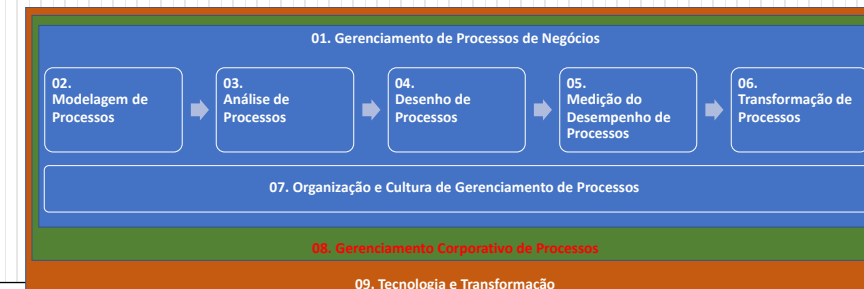 01. Gerenciamento de Processos de Negócios
02.
Modelagem de
Processos
03.
Análise de
Processos
04.
Desenho de
Processos
05.
Medição do
Desempenho de
Processos
06.
Transformação de
Processos
07. Organização e Cultura de Gerenciamento de Processos
08. Gerenciamento Corporativo de Processos
09. Tecnologia e Transformação